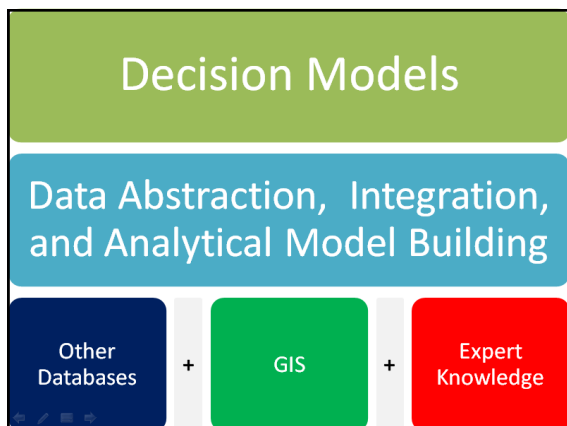 Decision Models
Data Abstraction, Integration,
and Analytical Model Building
Other
Databases
+
GIS
+
Expert
Knowledge